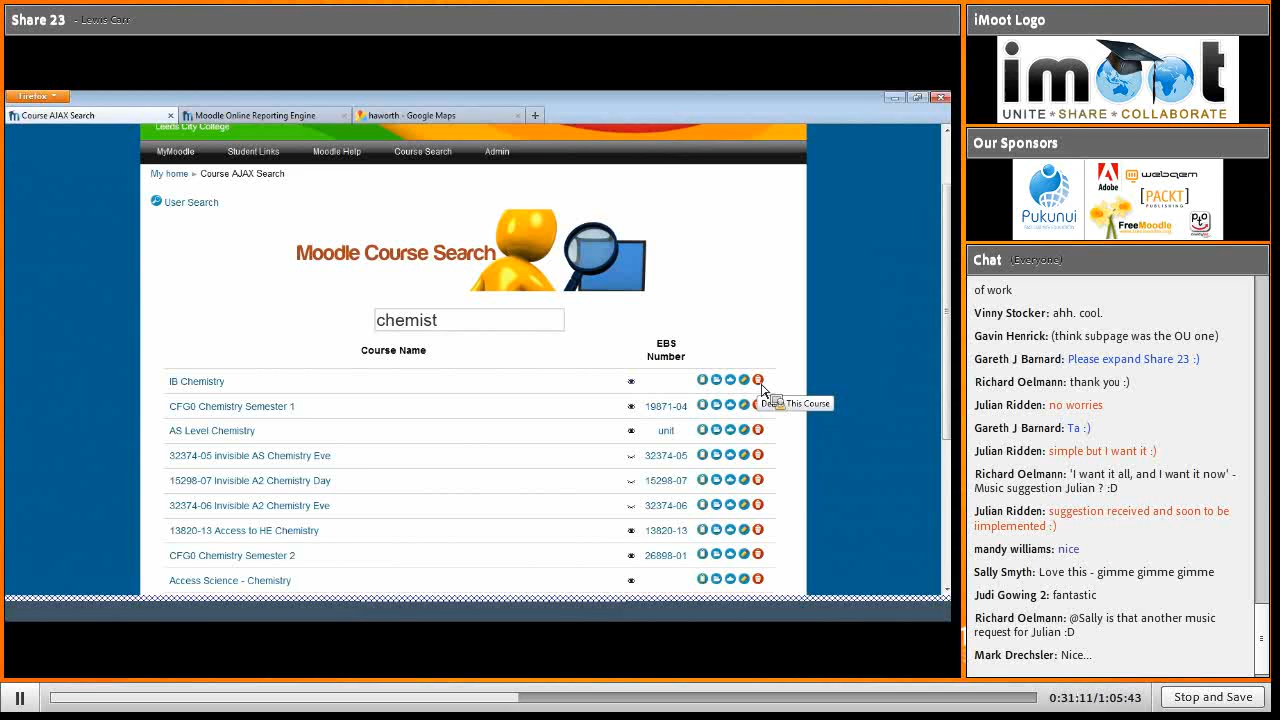 Share 23 - Lewis Carr
Firefox
Course AJAX Search
Moodle Online Reporting Engine
haworth - Google Maps
Leeds City College
MyMoodle Student Links Moodle Help Course Search Admin
My home ► Course AJAX Search
User Search
Moodle Course Search
chemist
Course Name
EBS
Number
IB Chemistry
This Course
CFG0 Chemistry Semester 1 19871-04
AS Level Chemistry unit
32374-05 invisible AS Chemistry Eve 32374-05
15298-07 Invisible A2 Chemistry Day 15298-07
32374-06 Invisible A2 Chemistry Eve 32374-06
13820-13 Access to HE Chemistry 13820-13
CFG0 Chemistry Semester 2 26898-01
Access Science - Chemistry
iMoot Logo
imoot
UNITE*SHARE*COLLABORATE
Our Sponsors
Pukunui
Adobe
webqem
[PACKT]
PUBLISHING
FreeMoodle
Chat (Everyone)
of work
Vinny Stocker: ahh. cool.
Gavin Henrick: (think subpage was the OU one)
Gareth J Barnard: Please expand Share 23 :)
Richard Oelmann: thank you :)
Julian Ridden: no worries
Gareth J Barnard: Ta :)
Julian Ridden: simple but I want it :)
Richard Oelmann: 'I want it all, and I want it now' -
Music suggestion Julian ? :D
Julian Ridden: suggestion received and soon to be
iimplemented :)
mandy williams: nice
Sally Smyth: Love this - gimme gimme gimme
Judi Gowing 2: fantastic
Richard Oelmann: @Sally is that another music
request for Julian :D
Mark Drechsler: Nice...
0:31:11/1:05:43
Stop and Save